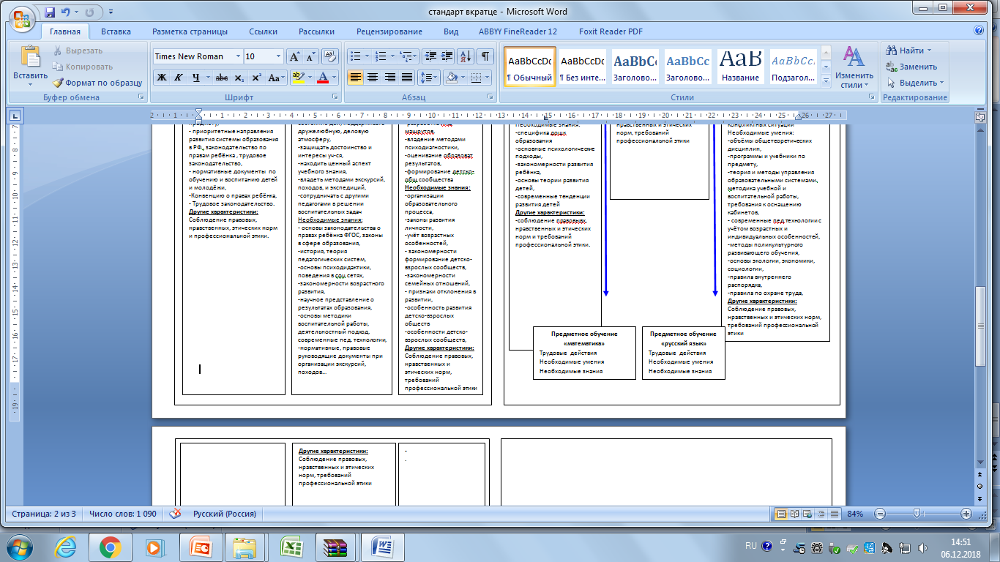 стандарт вкратце - Microsoft Word
Главная
Вставка
Разметка страницы
Ссылки
Рассылки
Рецензирование
Вид
ABBYY FineReader 12
Foxit Reader PDF
Вставить
Вырезать
Копировать
Формат по образцу
Буфер обмена
Times New Roman
10
Шрифт
Абзац
AaBbCcDc
¶ Обычный
AaBbCcDc
¶ Без инте...
AaBbC
Заголово...
AaBbCc
Заголово...
AaB
Название
AaBbCc.
Подзагол...
Изменить стили
Стили
Найти
Заменить
Выделить
Редактирование
- приоритетные направления
развития системы образования
в РФ, законодательство по
правам ребёнка , трудовое
законодательство,
- нормативные документы по
обучению и воспитанию детей
и молодёжи,
-Конвенцию о правах ребёнка,
- Трудовое законодательство.
Другие характеристики:
Соблюдение правовых,
нравственных, этических норм
и профессиональной этики.
дружелюбную, деловую
атмосферу,
-защищать достоинство и
интересы уч-ся,
-находить ценный аспект
учебного знания,
-владеть методами экскурсий,
походов, и экспедиций,
-сотрудничать с другими
педагогами в решении
воспитательных задач
Необходимые знания:
- основы законодательства о
правах ребёнка ФГОС, законы
в сфере образования,
-история, теория
педагогических систем,
-основы психодидактики,
поведения в соц сетях,
-закономерности возрастного
развития,
-научное представление о
результатах образования,
-основы методики
воспитательной работы,
деятельностный подход,
современные пед. технологии,
-нормативные, правовые
руководящие документы при
организации экскурсий,
походов...
машрутов,
-владение методами
психодиагностики,
-оценивание образоват
результатов,
-формирование детско-
общ сообщества
Необходимые знания:
-организации
образовательного
процесса,
-законы развития
личности,
-учёт возрастных
особенностей,
- закономерности
формирование детско-
взрослых сообществ,
-закономерности
семейных отношений,
- признаки отклонения в
развитии,
-особенность развития
детско-взрослых
обществ
-особенности детско-
взрослых сообществ,
Другие характеристики:
Соблюдение правовых,
нравственных и
этических норм,
требований
профессиональной этики
Необходимые знания:
-специфика дошк
образования
-основные психологические
подходы,
-закономерности развития
ребёнка,
-основы теории развития
детей,
-современные тенденции
развития детей
Другие характеристики:
-соблюдение правовывх,
нравственных и этических
норм и требований
профессиональной этики.
нравственных и этических
норм, требований
профессиональной этики
конфликтных ситуации
Необходимые умения:
-объёмы общетеоретических
дисциплин,
-программы и учебники по
предмету,
-теория и методы управления
образовательными системами,
методика учебной и
воспитательной работы,
требования к оснащению
кабинетов,
- современные пед.технологии с
учётом возрастных и
индивидуальных особенностей,
-методы поликультурного
развивающего обучения,
-основы экологии, экономики,
социологии,
-правила внутреннего
распорядка,
-правила по охране труда,
Другие характеристики:
Соблюдение правовых,
нравственных и этических норм,
требований профессиональной
этики
Предметное обучение
«математика»
Трудовые действия
Необходимые умения
Необходимые знания
Предметное обучение
«русский язык»
Трудовые действия
Необходимые умения
Необходимые знания
Другие характеристики:
Соблюдение правовых,
нравственных и этических
норм, требований
профессиональной этики
-
.
Страница: 2 из 3
Число слов: 1 090
Русский (Россия)
84%
RU
14:51
06.12.2018